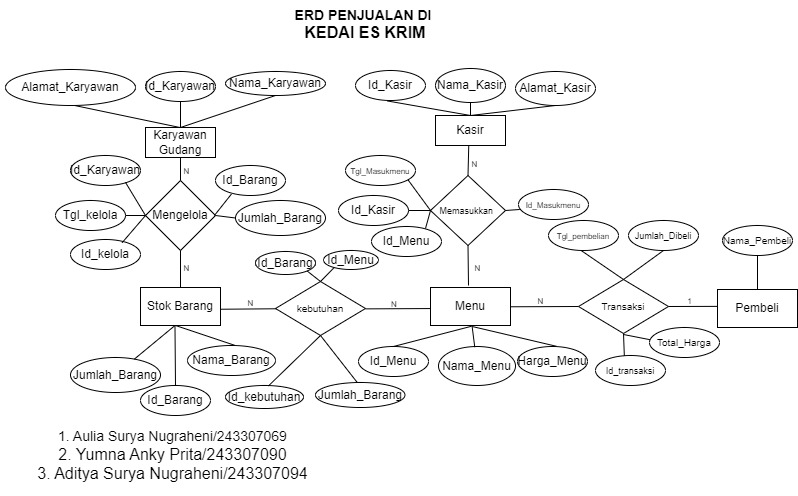 ERD PENJUALAN DI
KEDAI ES KRIM
Alamat_Karyawan
Id_Karyawan
Nama_Karyawan
Id_Kasir
Nama_Kasir
Alamat_Kasir
Karyawan
Gudang
Kasir
N
N
Id_Karyawan
Id_Barang
Tgl_Masukmenu
Tgl_kelola
Mengelola
Jumlah_Barang
Id_Kasir
Memasukkan
Id_Masukmenu
Id_kelola
Id_Menu
Tgl_pembelian
Jumlah_Dibeli
Nama_Pembeli
N
Id_Barang
Id_Menu
N
Stok Barang
N
kebutuhan
N
Menu
N
Transaksi
1
Pembeli
Jumlah_Barang
Nama_Barang
Id_Barang
Id_kebutuhan
Jumlah_Barang
Id_Menu
Nama_Menu
Harga_Menu
Total_Harga
Id_transaksi
1. Aulia Surya Nugraheni/243307069
2. Yumna Anky Prita/243307090
3. Aditya Surya Nugraheni/243307094